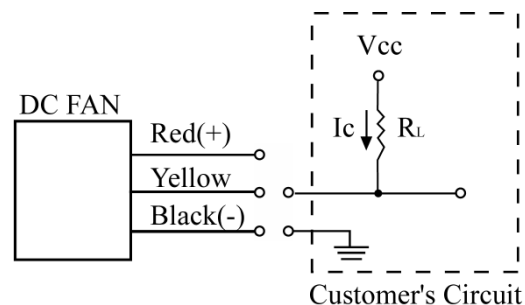 Vcc
DC FAN
Red(+)
Ic
RL
Yellow
Black(-)
Customer's Circuit